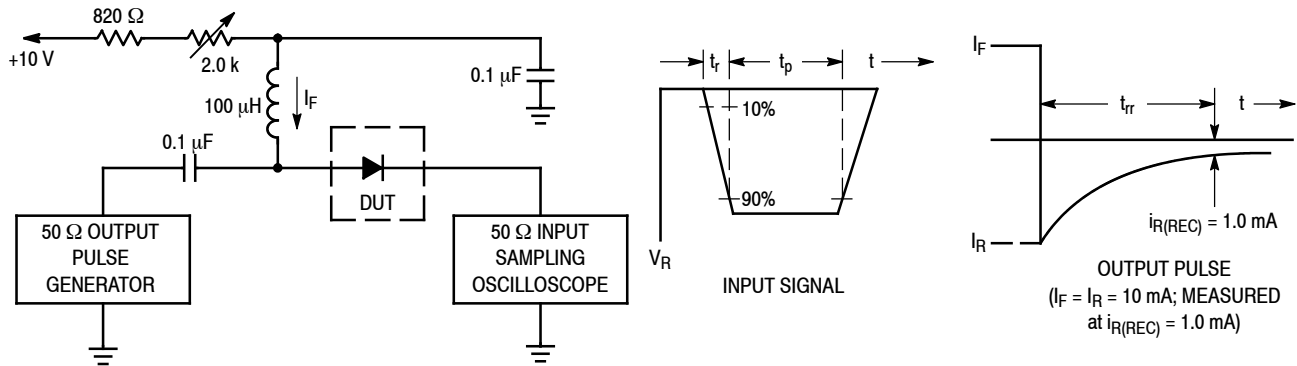 820 Ω
+10 V
2.0 k
100 μH
I_F
0.1 μF
0.1 μF
DUT
50 Ω OUTPUT
PULSE
GENERATOR
50 Ω INPUT
SAMPLING
OSCILLOSCOPE
t_r
t_p
t
10%
90%
V_R
INPUT SIGNAL
I_F
t_rr
t
I_R
i_R(REC) = 1.0 mA
OUTPUT PULSE
(I_F = I_R = 10 mA; MEASURED
at i_R(REC) = 1.0 mA)